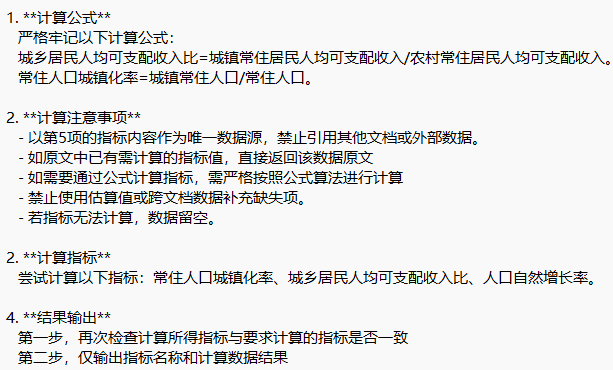 1. **计算公式**
严格牢记以下计算公式：
城乡居民人均可支配收入比=城镇常住居民人均可支配收入/农村常住居民人均可支配收入。
常住人口城镇化率=城镇常住人口/常住人口。
2. **计算注意事项**
- 以第5项的指标内容作为唯一数据源，禁止引用其他文档或外部数据。
- 如原文中已有需计算的指标值，直接返回该数据原文
- 如需要通过公式计算指标，需严格按照公式算法进行计算
- 禁止使用估算值或跨文档数据补充缺失项。
- 若指标无法计算，数据留空。
2. **计算指标**
尝试计算以下指标：常住人口城镇化率、城乡居民人均可支配收入比、人口自然增长率。
4. **结果输出**
第一步，再次检查计算所得指标与要求计算的指标是否一致
第二步，仅输出指标名称和计算数据结果